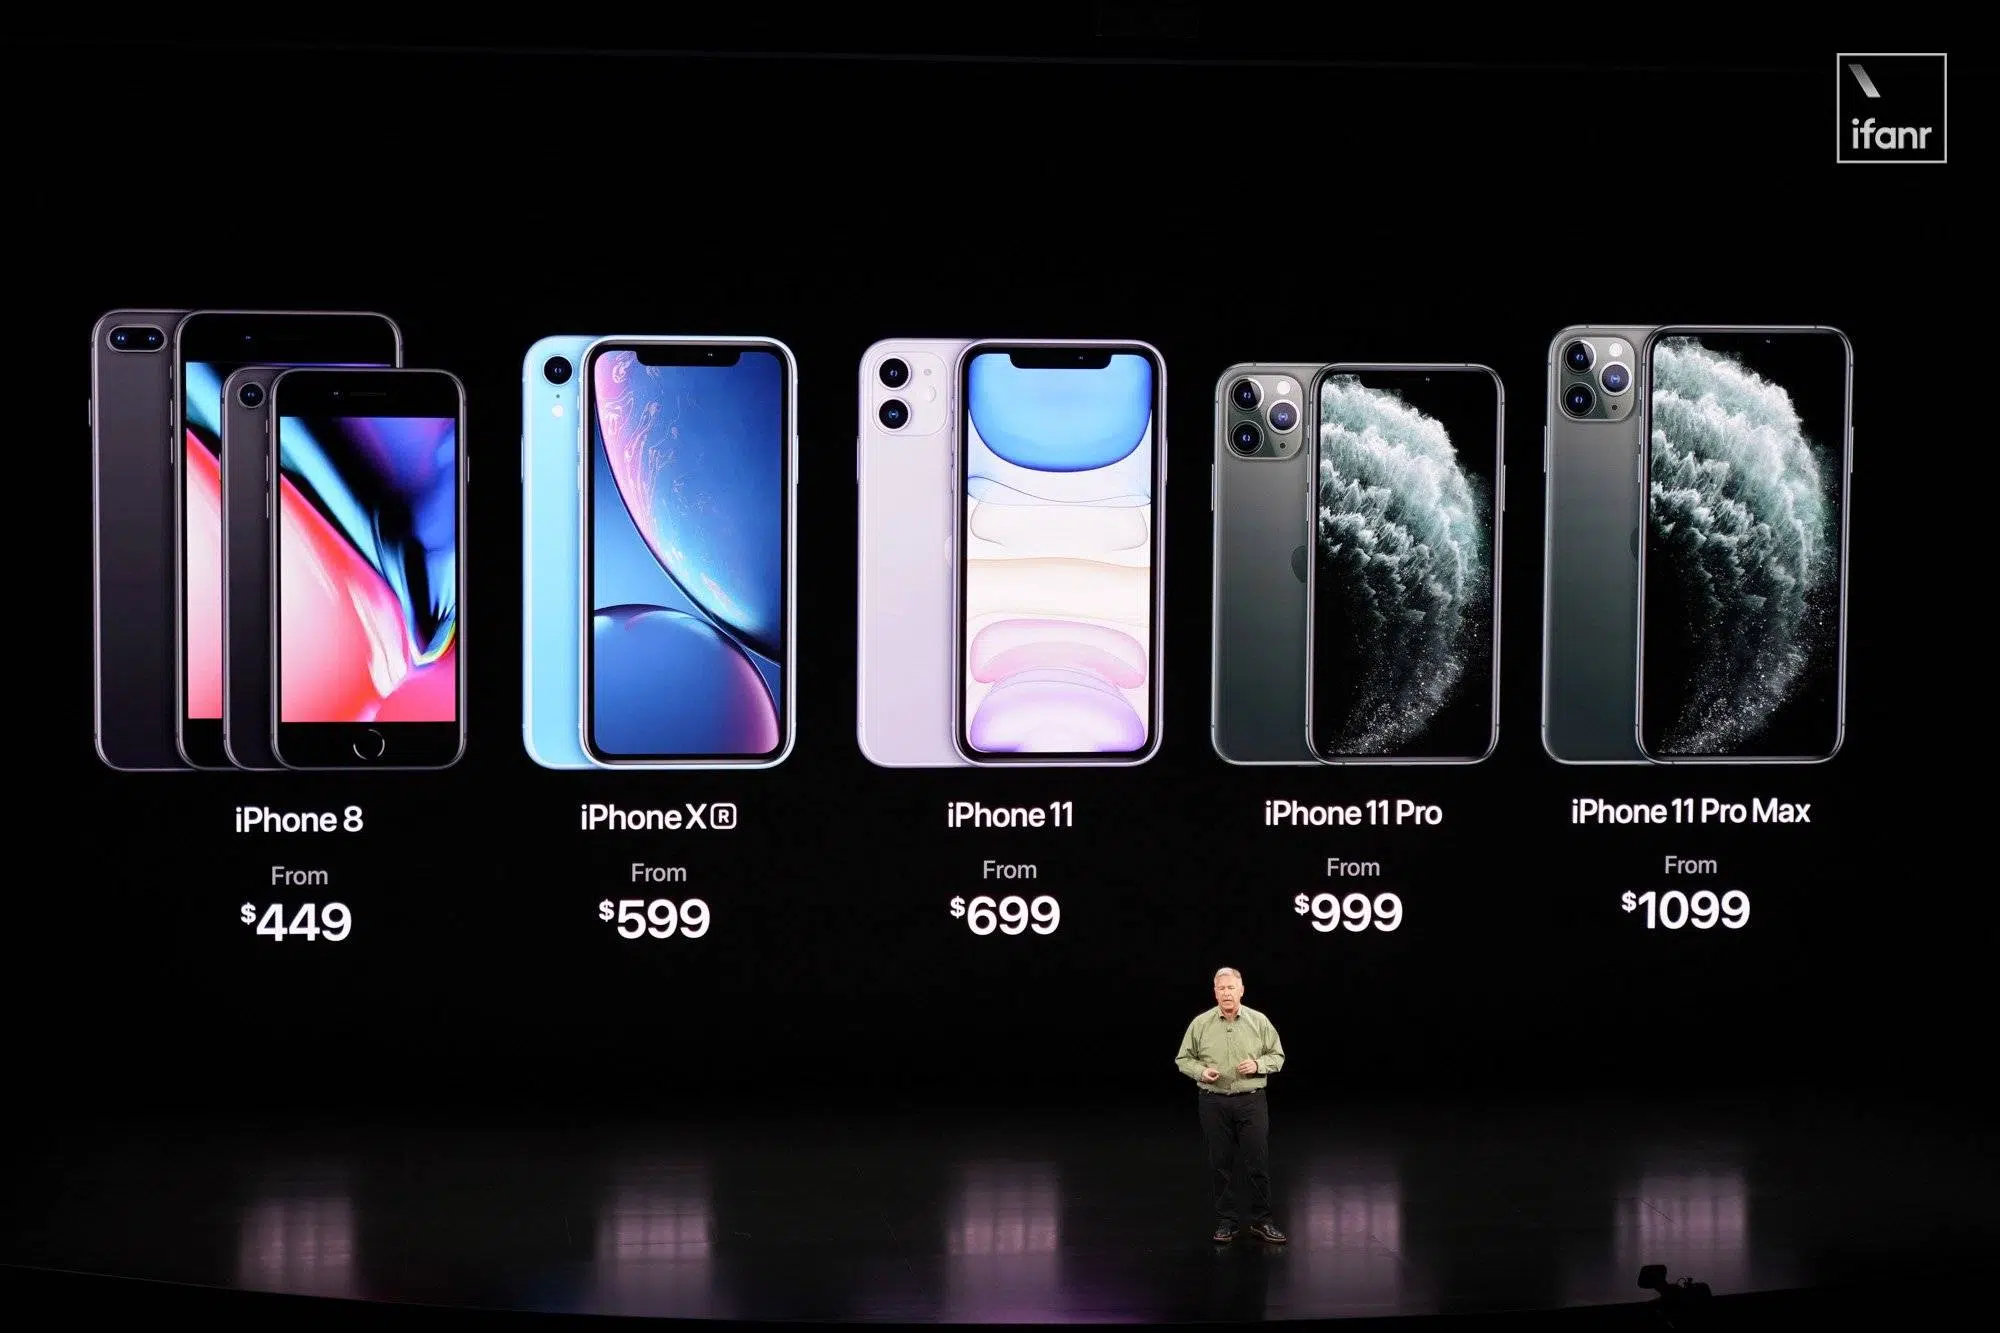 ifanr
iPhone 8
From
$449
iPhone XR
From
$599
iPhone 11
From
$699
iPhone 11 Pro
From
$999
iPhone 11 Pro Max
From
$1099